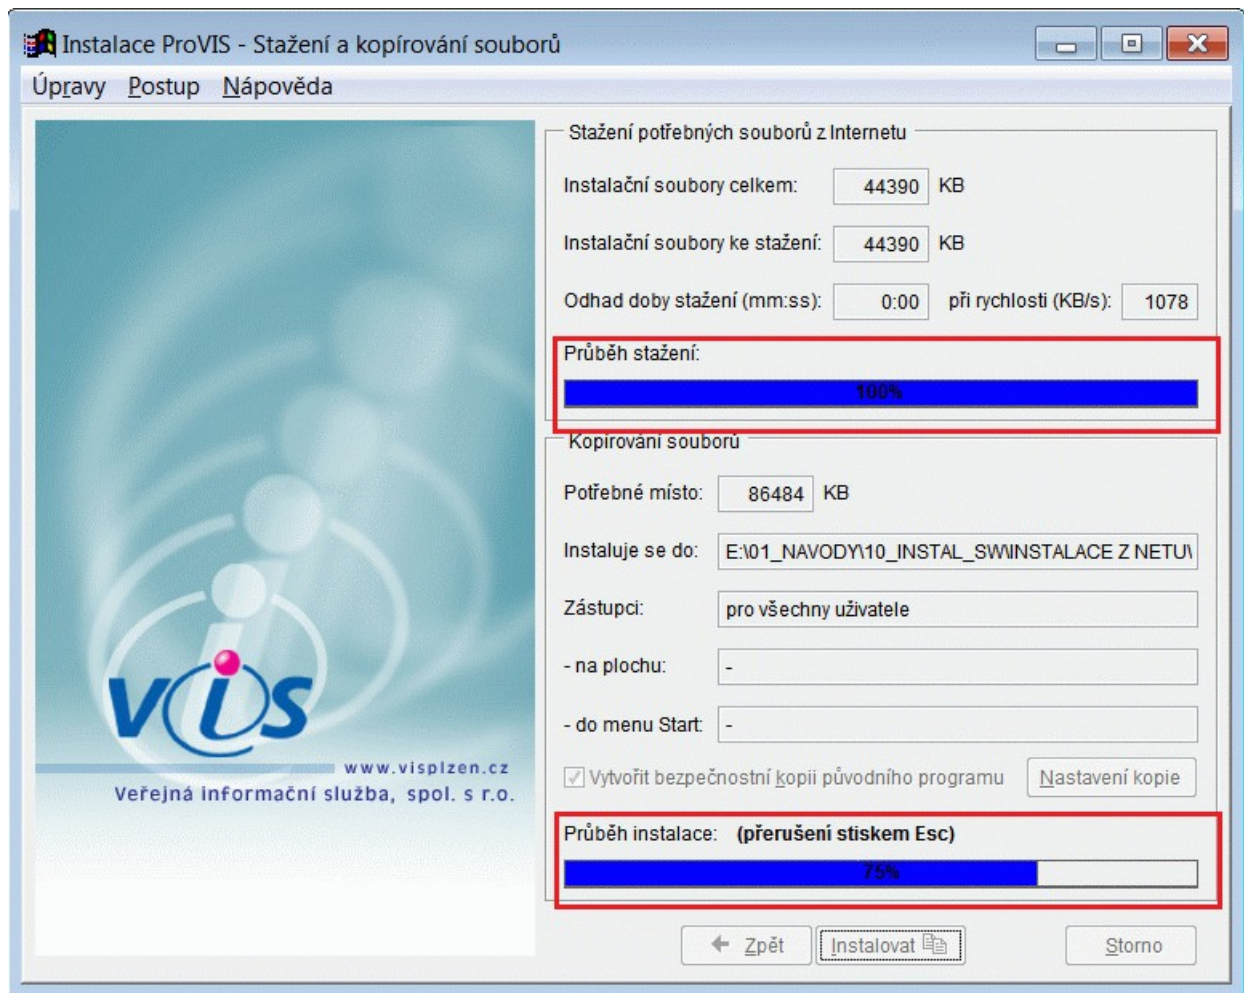 Instalace ProVIS - Stažení a kopírování souborů
Úpravy Postup Nápověda
Stažení potřebných souborů z Internetu
Instalační soubory celkem: 44390 KB
Instalační soubory ke stažení: 44390 KB
Odhad doby stažení (mm:ss): 0:00 při rychlosti (KB/s): 1078
Průběh stažení:
100%
Kopírování souborů
Potřebné místo: 86484 KB
Instaluje se do: E:\01_NAVODY\10_INSTAL_SW\INSTALACE Z NETU\
Zástupci: pro všechny uživatele
- na plochu: -
- do menu Start: -
Vytvořit bezpečnostní kopii původního programu Nastavení kopie
Průběh instalace: (přerušení stiskem Esc)
75%
Zpět Instalovat Storno
vis
www.visplzen.cz
Veřejná informační služba, spol. s r.o.